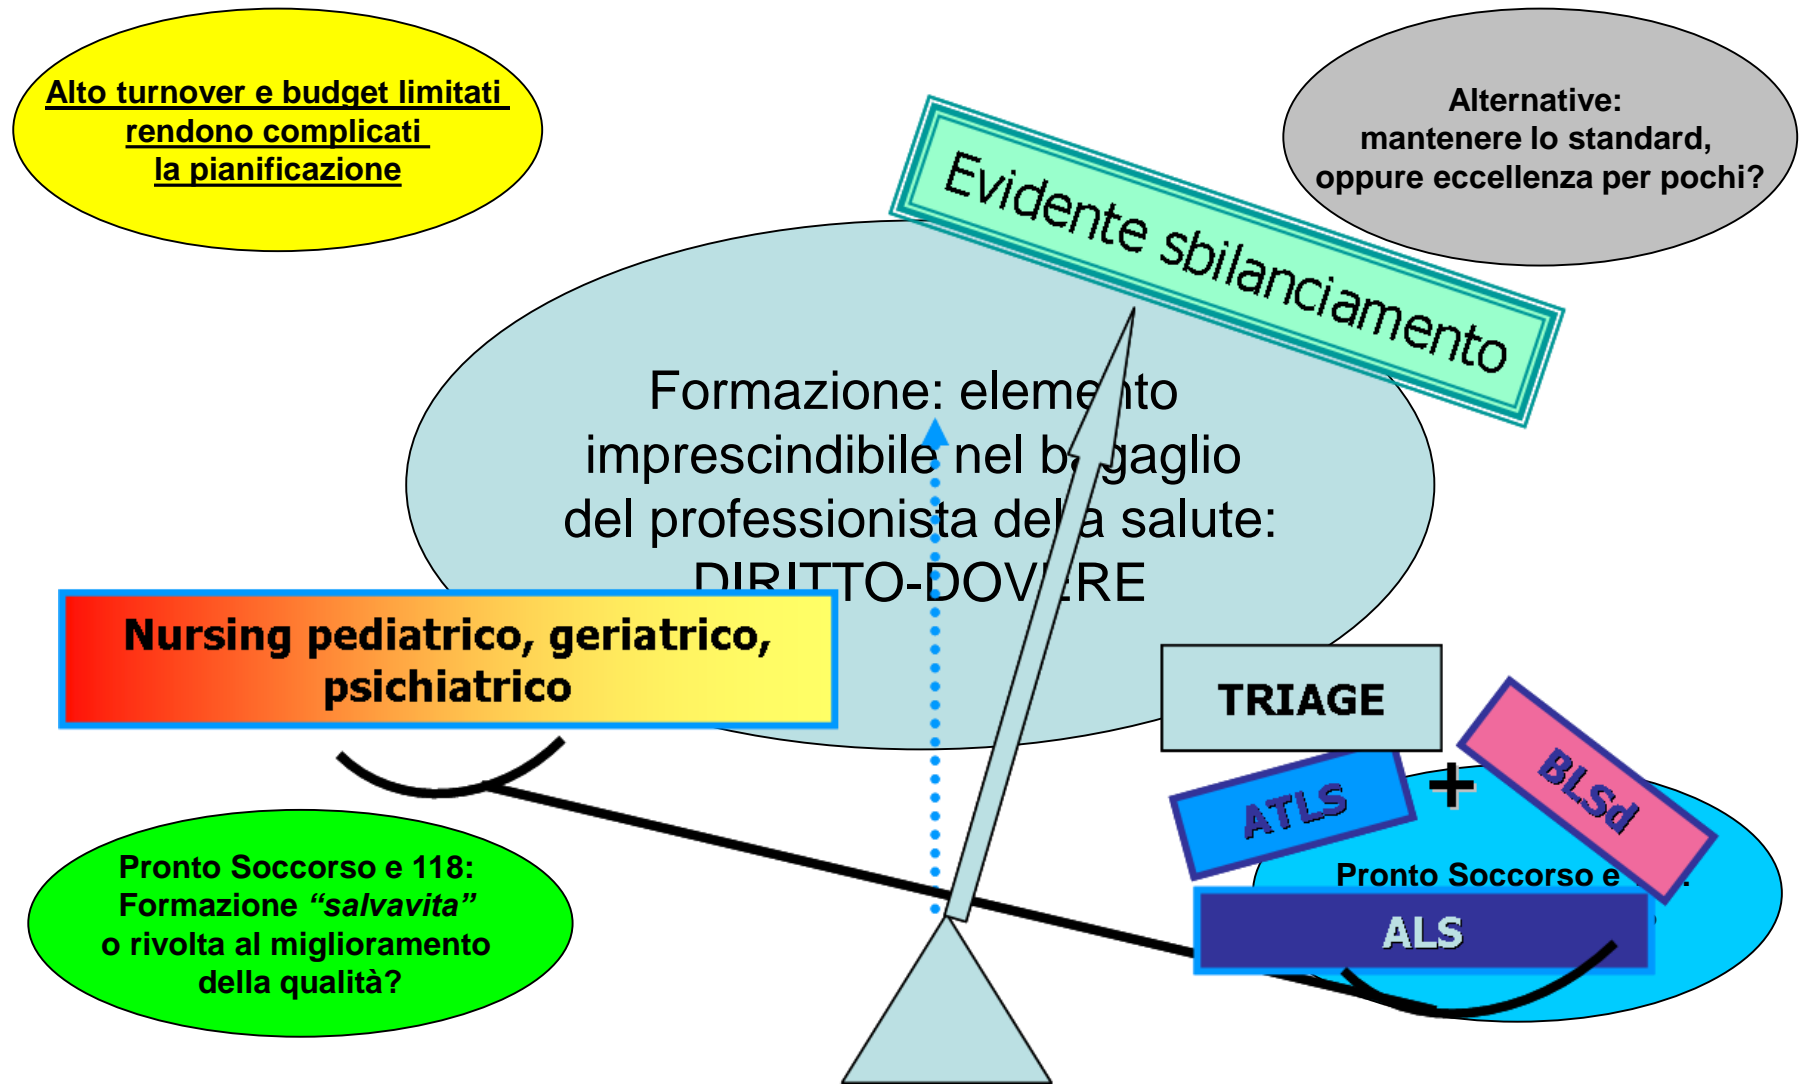 Alto turnover e budget limitati
rendono complicati
la pianificazione
Alternative:
mantenere lo standard,
oppure eccellenza per pochi?
Evidente sbilanciamento
Formazione: elemento
imprescindibile nel bagaglio
del professionista della salute:
DIRITTO-DOVERE
Nursing pediatrico, geriatrico,
psichiatrico
TRIAGE
+
ATLS
BLSd
Pronto Soccorso e
ALS
Pronto Soccorso e 118:
Formazione “salvavita”
o rivolta al miglioramento
della qualità?